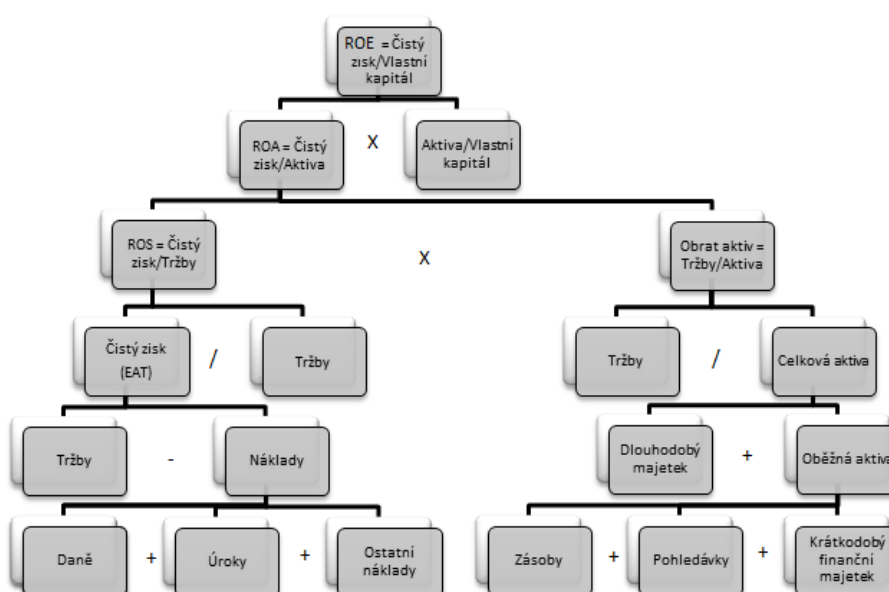 ROE = Čistý
zisk/Vlastní
kapitál
ROA = Čistý
zisk/Aktiva
X
Aktiva/Vlastní
kapitál
ROS = Čistý
zisk/Tržby
X
Obrat aktiv =
Tržby/Aktiva
Čistý zisk
(EAT)
/
Tržby
Tržby
/
Celková aktiva
Tržby
-
Náklady
Dlouhodobý
majetek
+
Oběžná aktiva
Daně
+
Úroky
+
Ostatní
náklady
Zásoby
+
Pohledávky
+
Krátkodobý
finanční
majetek